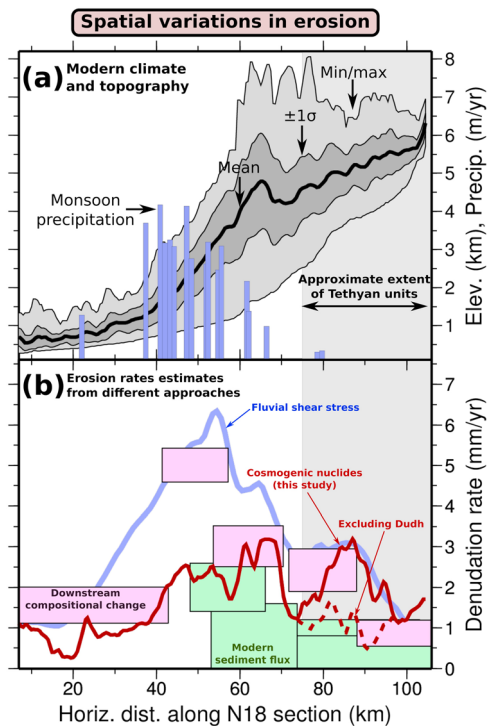 Spatial variations in erosion
(a) Modern climate
and topography
Min/max
±1σ
Mean
Monsoon
precipitation
Approximate extent
of Tethyan units
8
7
6
5
4
3
2
1
Elev. (km), Precip. (m/yr)
(b) Erosion rates estimates
from different approaches
Fluvial shear stress
Cosmogenic nuclides
(this study)
Excluding Dudh
Downstream
compositional change
Modern
sediment flux
7
6
5
4
3
2
1
0
Denudation rate (mm/yr)
20 40 60 80 100
Horiz. dist. along N18 section (km)